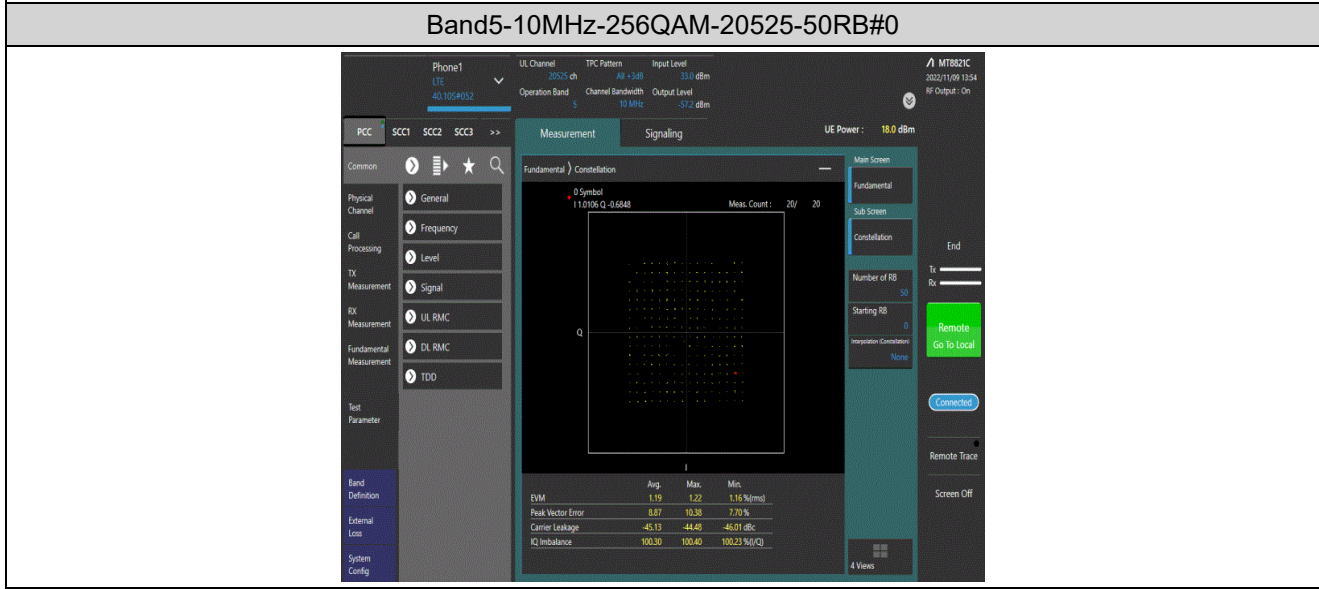 Band5-10MHz-256QAM-20525-50RB#0
Phone1
LTE
40.105#052
UL Channel TPC Pattern Input Level
20525 ch All +3dB 33.0 dBm
Operation Band Channel Bandwidth Output Level
5 10 MHz -57.2 dBm
MT8821C
2022/11/09 13:54
RF Output : On
PCC SCC1 SCC2 SCC3 >>
Measurement Signaling UE Power : 18.0 dBm
Common
Physical
Channel
Call
Processing
TX
Measurement
RX
Measurement
Fundamental
Measurement
Test
Parameter
Band
Definition
External
Loss
System
Config
General
Frequency
Level
Signal
UL RMC
DL RMC
TDD
Fundamental Constellation
0 Symbol
I 1.0106 Q -0.6848 Meas. Count : 20/ 20
Q
I
Avg. Max. Min.
EVM 1.19 1.22 1.16 %(rms)
Peak Vector Error 8.87 10.38 7.70 %
Carrier Leakage -45.13 -44.48 -46.01 dBc
IQ Imbalance 100.30 100.40 100.23 %(I/Q)
Main Screen
Fundamental
Sub Screen
Constellation
Number of RB
50
Starting RB
0
Interpolation (Constellation)
None
4 Views
End
Tx
Rx
Remote
Go To Local
Connected
Remote Trace
Screen Off